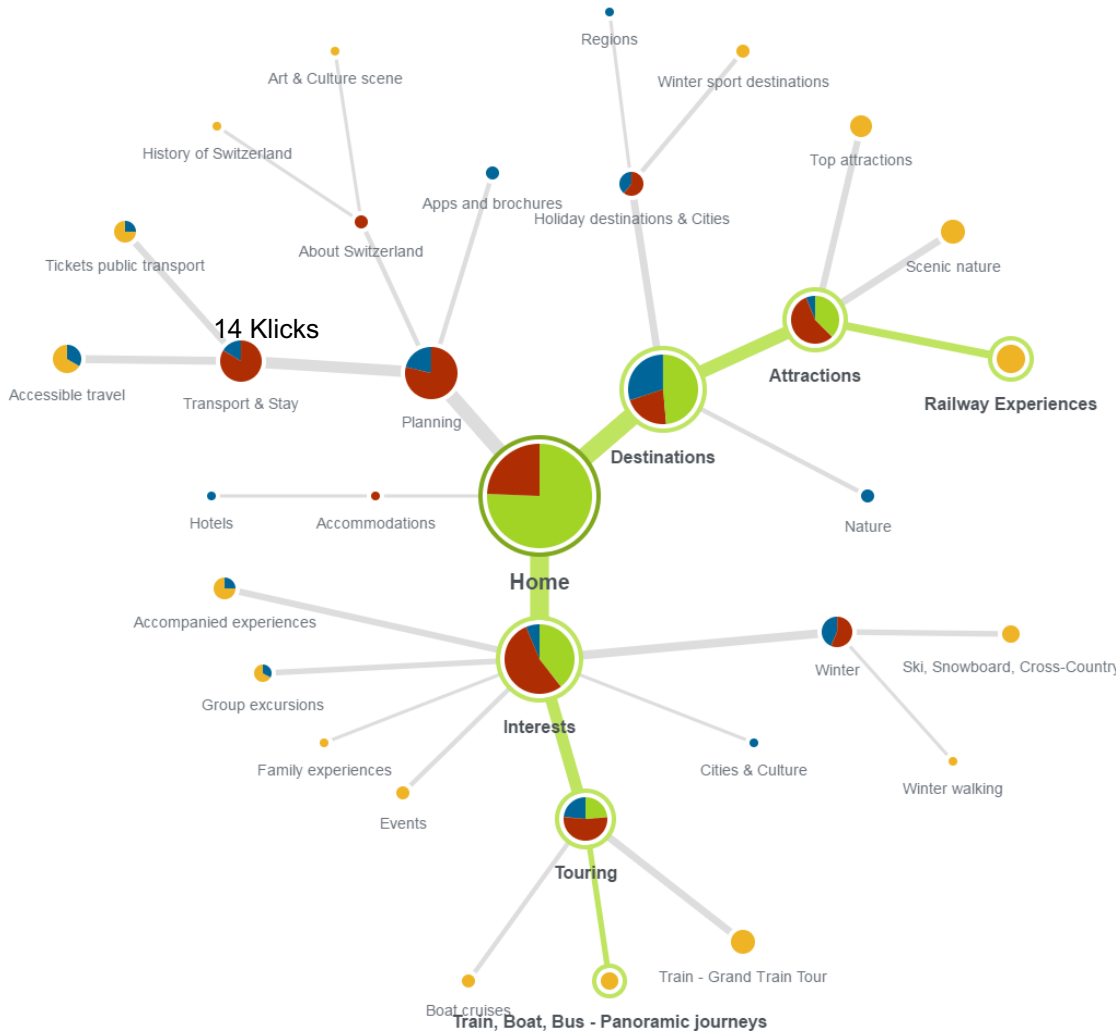 Regions
Art & Culture scene
Winter sport destinations
History of Switzerland
Top attractions
Apps and brochures
Holiday destinations & Cities
About Switzerland
Tickets public transport
Scenic nature
14 Klicks
Accessible travel
Transport & Stay
Planning
Attractions
Railway Experiences
Destinations
Hotels
Accommodations
Nature
Home
Accompanied experiences
Winter
Ski, Snowboard, Cross-Country
Group excursions
Interests
Family experiences
Cities & Culture
Winter walking
Events
Touring
Train - Grand Train Tour
Boat cruises
Train, Boat, Bus - Panoramic journeys